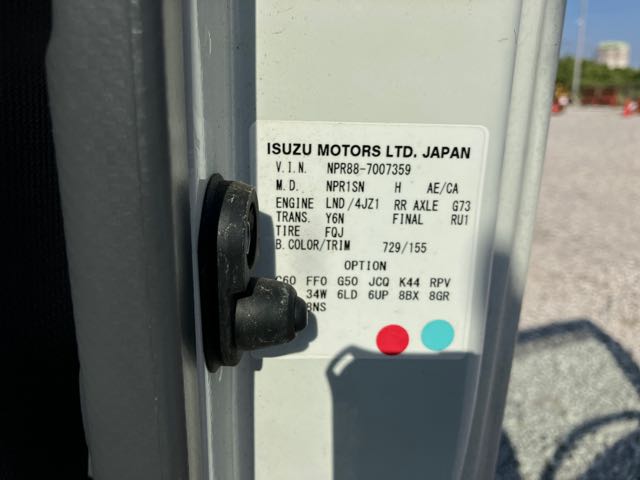 ISUZU MOTORS LTD. JAPAN
V.I.N. NPR88-7007359
M.D. NPR1SN H AE/CA
ENGINE LND/4JZ1 RR AXLE G73
TRANS. Y6N FINAL RU1
TIRE FQJ
B.COLOR/TRIM 729/155
OPTION
FF0 G50 JCQ K44 RPV
34W 6LD 6UP 8BX 8GR
8NS